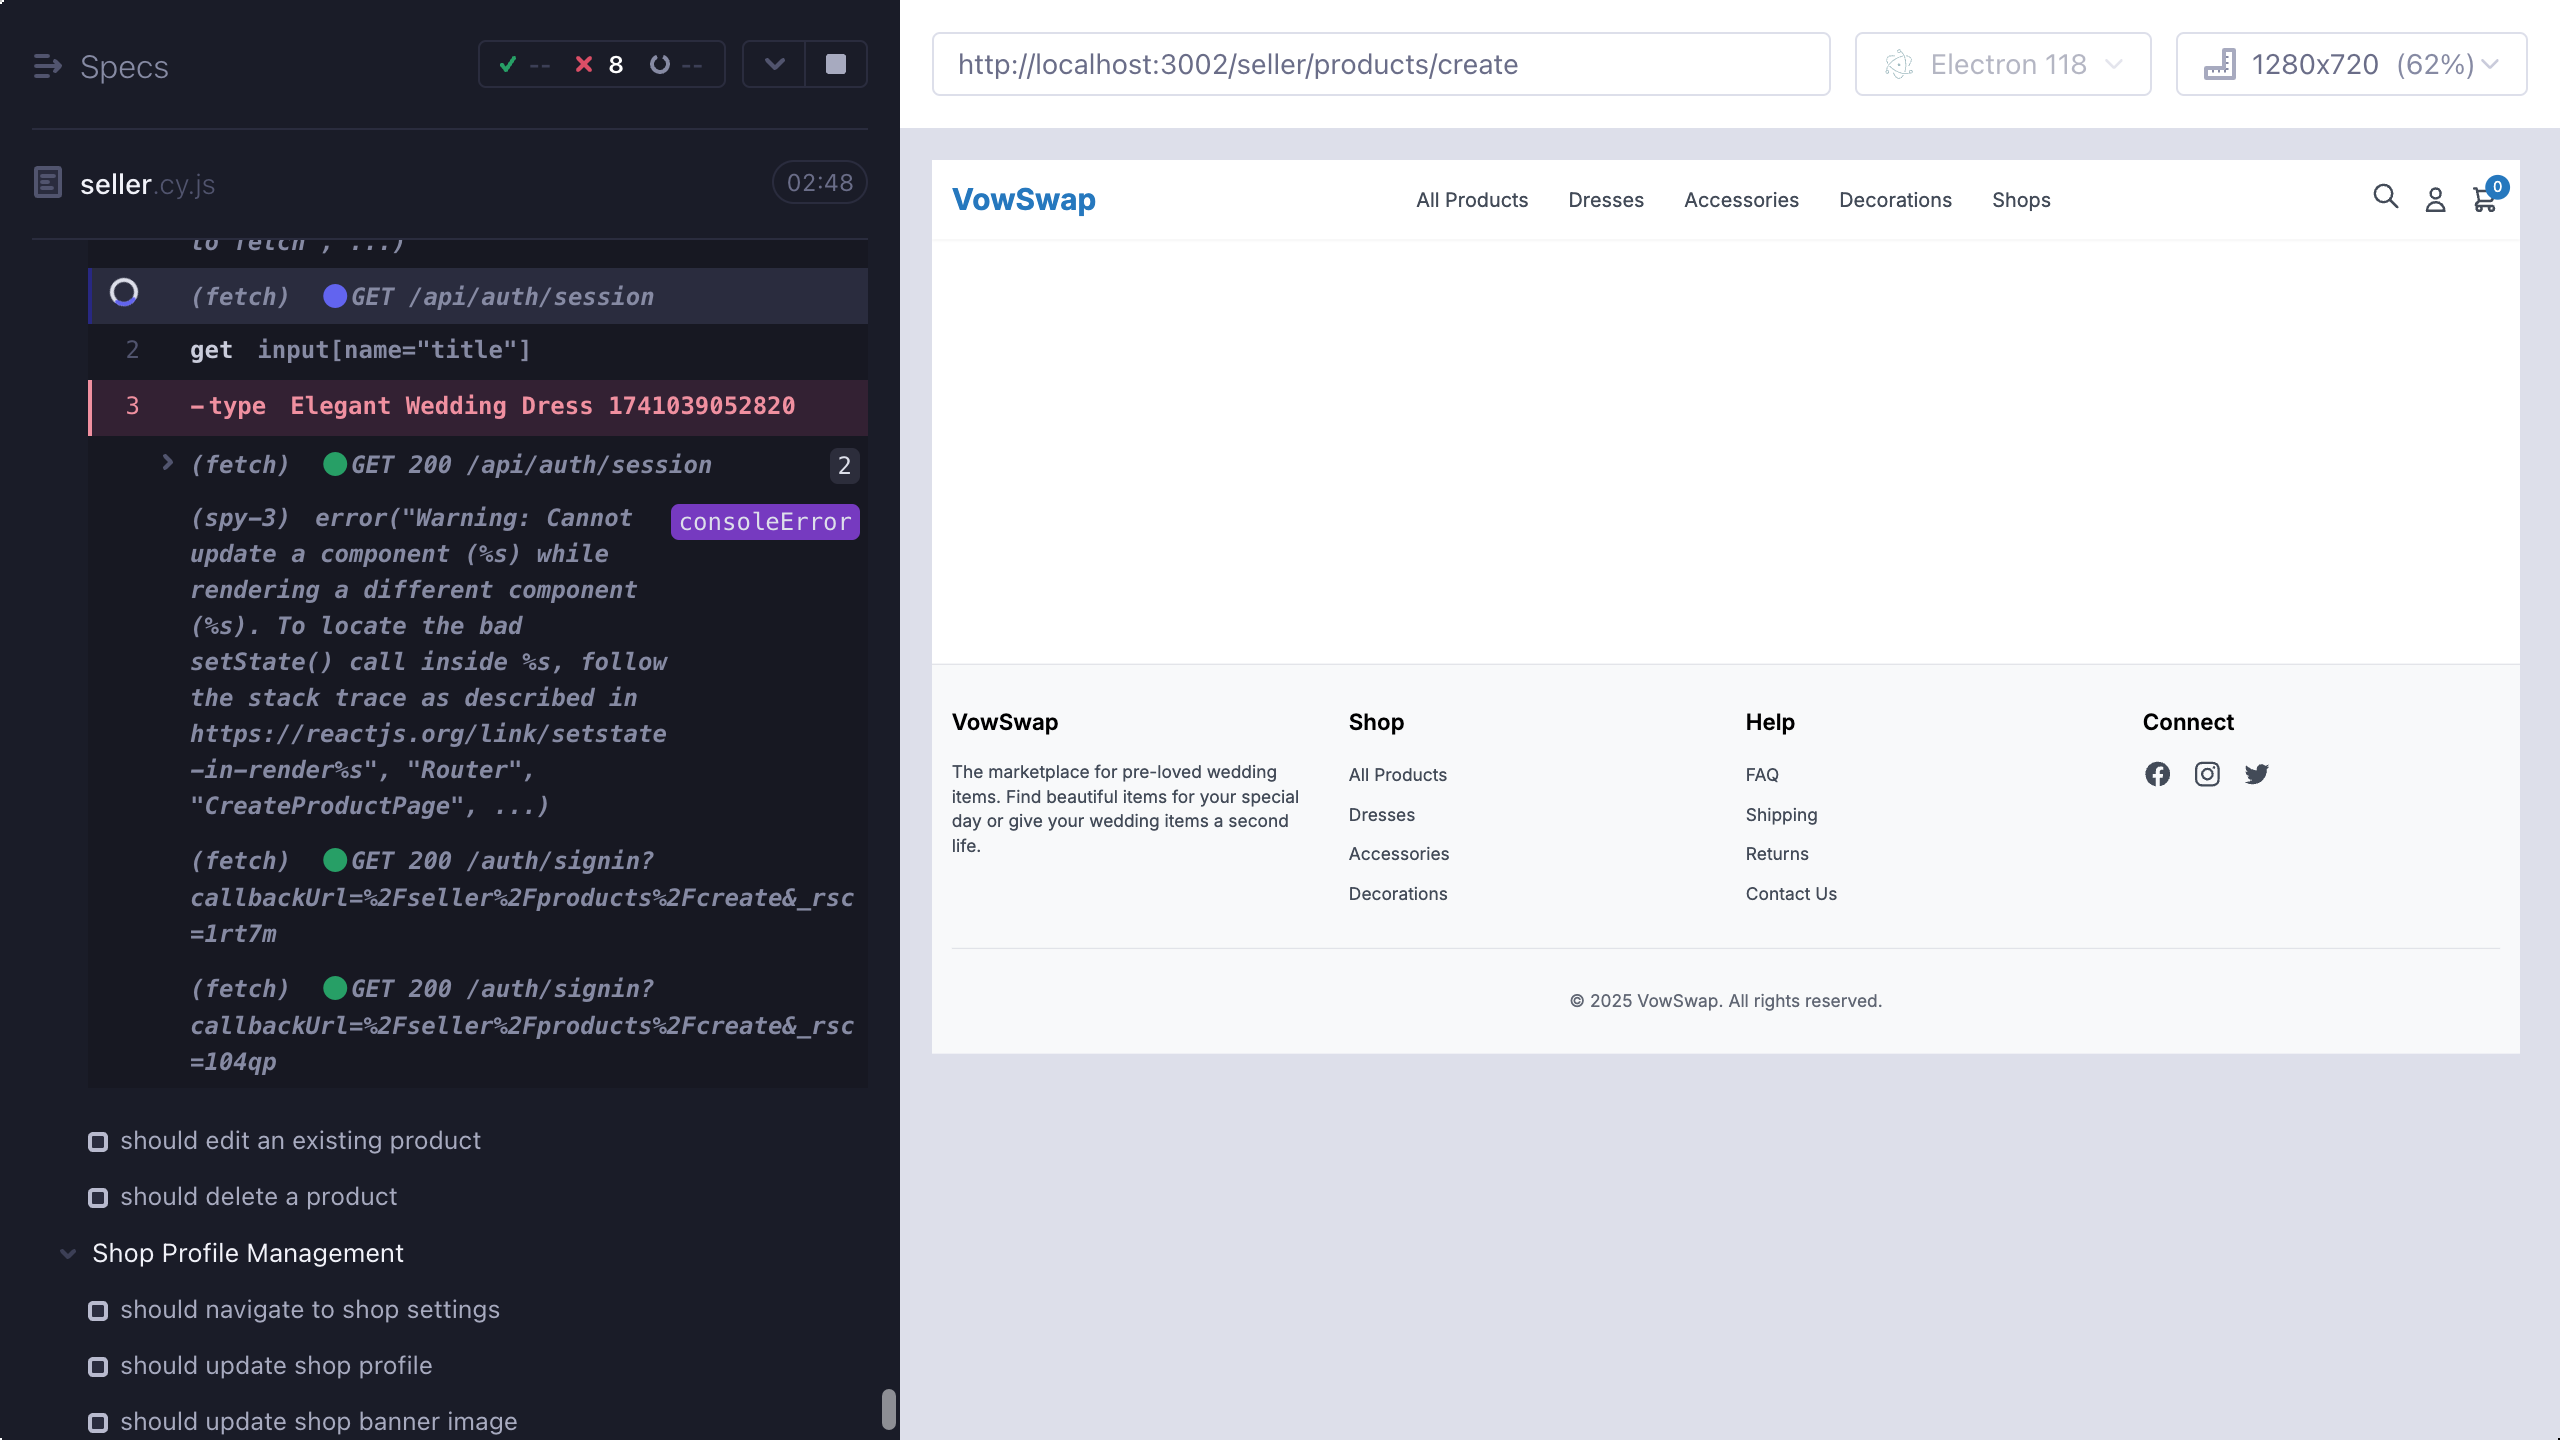 Specs
-- 8 --
seller.cy.js
02:48
to fetch", ...)
(fetch) GET /api/auth/session
2 get input[name="title"]
3 -type Elegant Wedding Dress 1741039052820
(fetch) GET 200 /api/auth/session 2
(spy-3) error("Warning: Cannot
consoleError
update a component (%s) while
rendering a different component
(%s). To locate the bad
setState() call inside %s, follow
the stack trace as described in
https://reactjs.org/link/setstate
-in-render%s", "Router",
"CreateProductPage", ...)
(fetch) GET 200 /auth/signin?
callbackUrl=%2Fseller%2Fproducts%2Fcreate&_rsc
=1rt7m
(fetch) GET 200 /auth/signin?
callbackUrl=%2Fseller%2Fproducts%2Fcreate&_rsc
=104qp
should edit an existing product
should delete a product
Shop Profile Management
should navigate to shop settings
should update shop profile
should update shop banner image
http://localhost:3002/seller/products/create
Electron 118
1280x720 (62%)
VowSwap
All Products
Dresses
Accessories
Decorations
Shops
0
VowSwap
The marketplace for pre-loved wedding
items. Find beautiful items for your special
day or give your wedding items a second
life.
Shop
All Products
Dresses
Accessories
Decorations
Help
FAQ
Shipping
Returns
Contact Us
Connect
© 2025 VowSwap. All rights reserved.